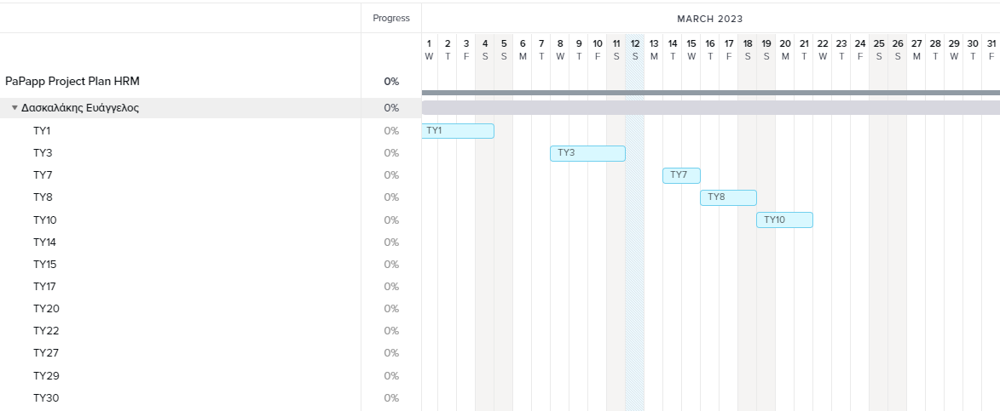 Progress
MARCH 2023
1 2 3 4 5 6 7 8 9 10 11 12 13 14 15 16 17 18 19 20 21 22 23 24 25 26 27 28 29 30 31
W T F S S M T W T F S S M T W T F S S M T W T F S S M T W T F
PaPapp Project Plan HRM 0%
Δασκαλάκης Ευάγγελος 0%
TY1 0% TY1
TY3 0% TY3
TY7 0% TY7
TY8 0% TY8
TY10 0% TY10
TY14 0%
TY15 0%
TY17 0%
TY20 0%
TY22 0%
TY27 0%
TY29 0%
TY30 0%